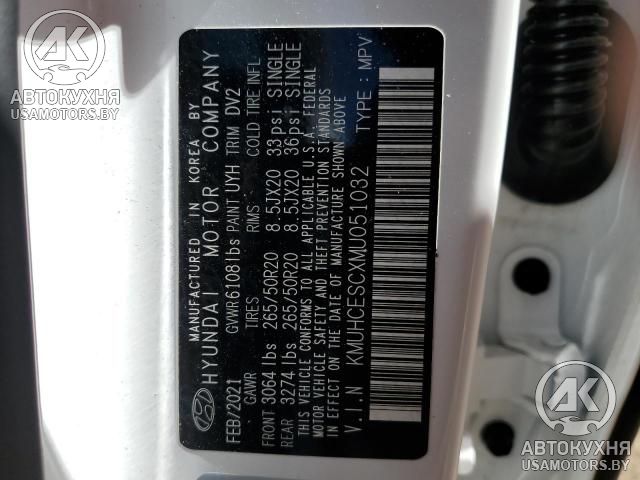 MANUFACTURED IN KOREA BY
HYUNDAI MOTOR COMPANY
FEB/2021 GVWR 6108 lbs PAINT UYH TRIM DV2
GAWR TIRES RIMS COLD TIRE INFL
FRONT 3064 lbs 265/50R20 8.5JX20 33psi SINGLE
REAR 3274 lbs 265/50R20 8.5JX20 36psi SINGLE
THIS VEHICLE CONFORMS TO ALL APPLICABLE U.S.A. FEDERAL
MOTOR VEHICLE SAFETY AND THEFT PREVENTION STANDARDS
IN EFFECT ON THE DATE OF MANUFACTURE SHOWN ABOVE
V.I.N KMUHCESCXMU051032 TYPE : MPV
АК
АВТОКУХНЯ
USAMOTORS.BY
АК
АВТОКУХНЯ
USAMOTORS.BY